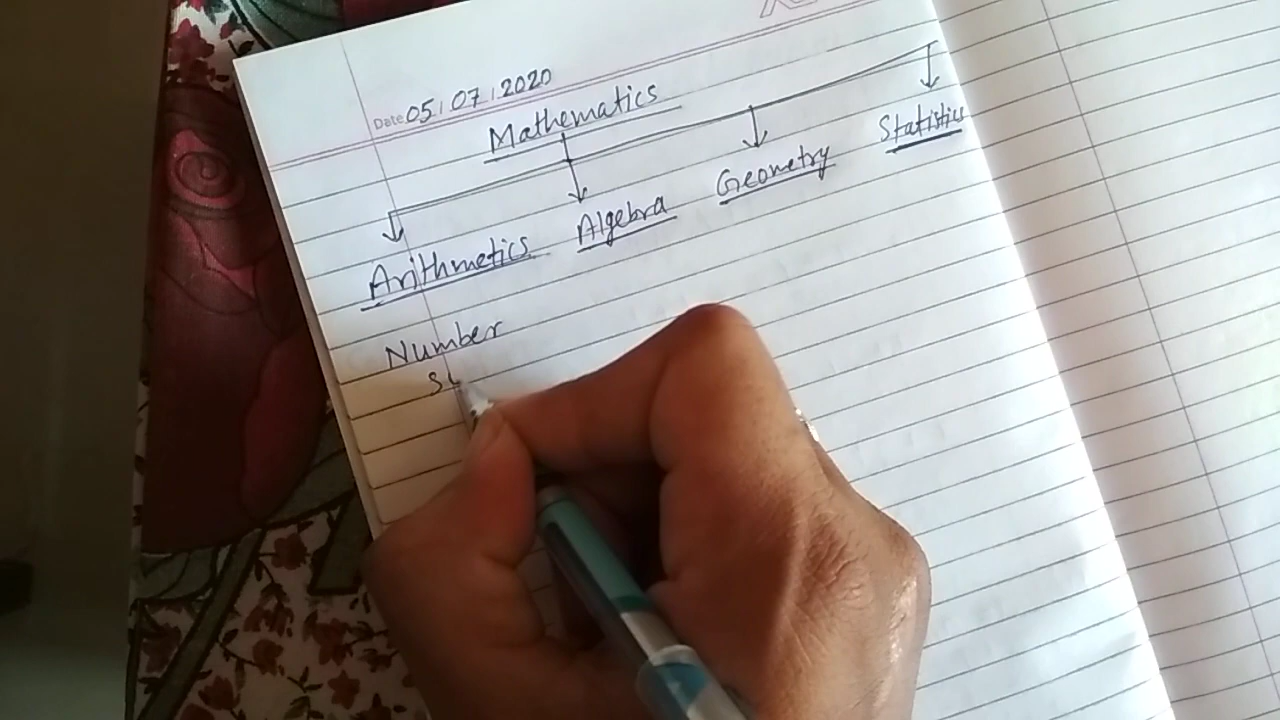 Date 05 | 07 | 2020
Mathematics
Arithmetics Algebra Geometry Statistics
Number